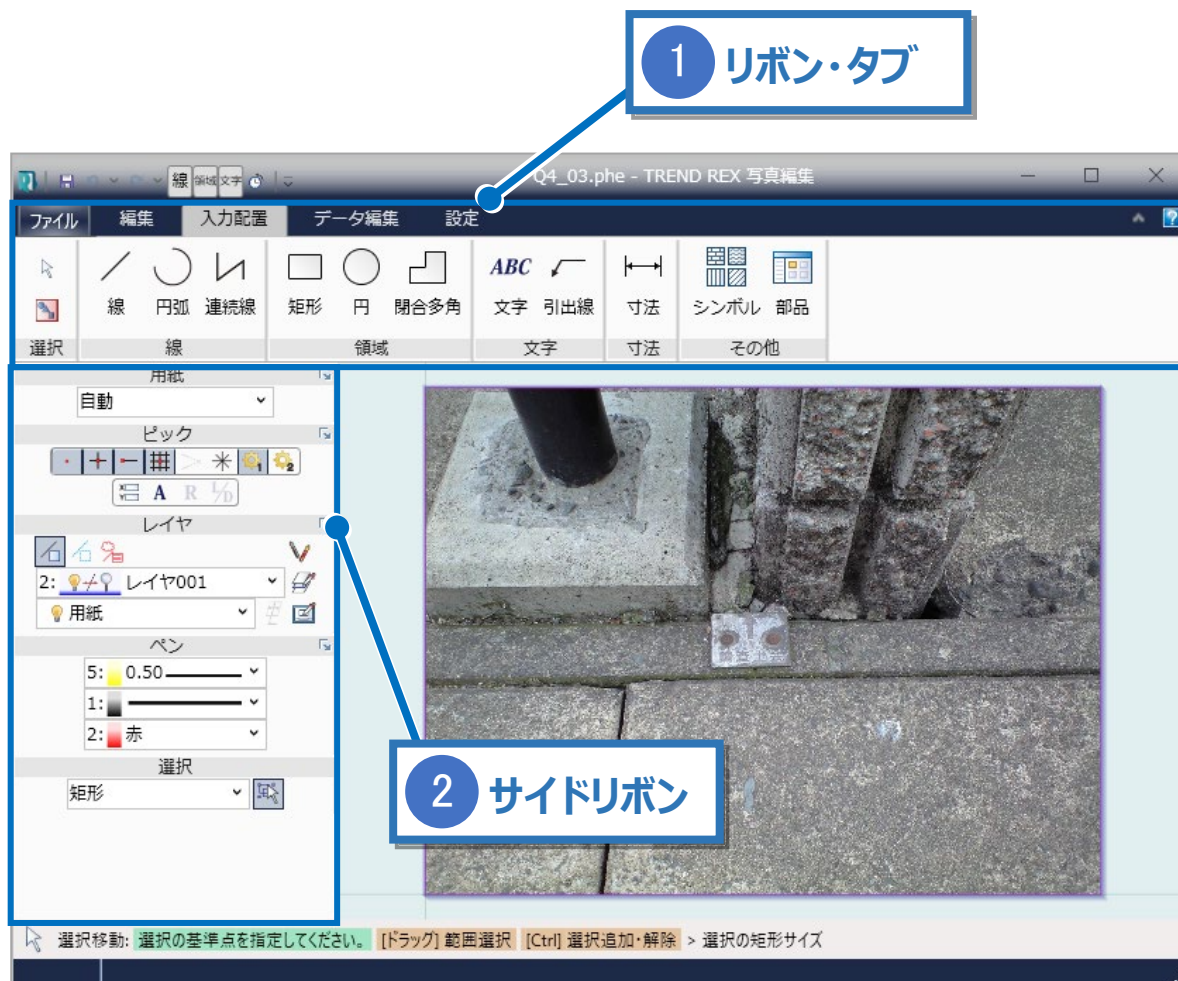 1 リボン・タブ
線 領域 文字 Q4_03.phe - TREND REX 写真編集
ファイル 編集 入力配置 データ編集 設定
ABC
線 円弧 連続線 矩形 円 閉合多角 文字 引出線 寸法 シンボル 部品
選択 線 領域 文字 寸法 その他
用紙
自動
ピック
1 2
A R L/D
レイヤ
2: レイヤ001
用紙
ペン
5: 0.50
1:
2: 赤
選択
矩形
2 サイドリボン
選択移動: 選択の基準点を指定してください。 [ドラッグ] 範囲選択 [Ctrl] 選択追加・解除 > 選択の矩形サイズ